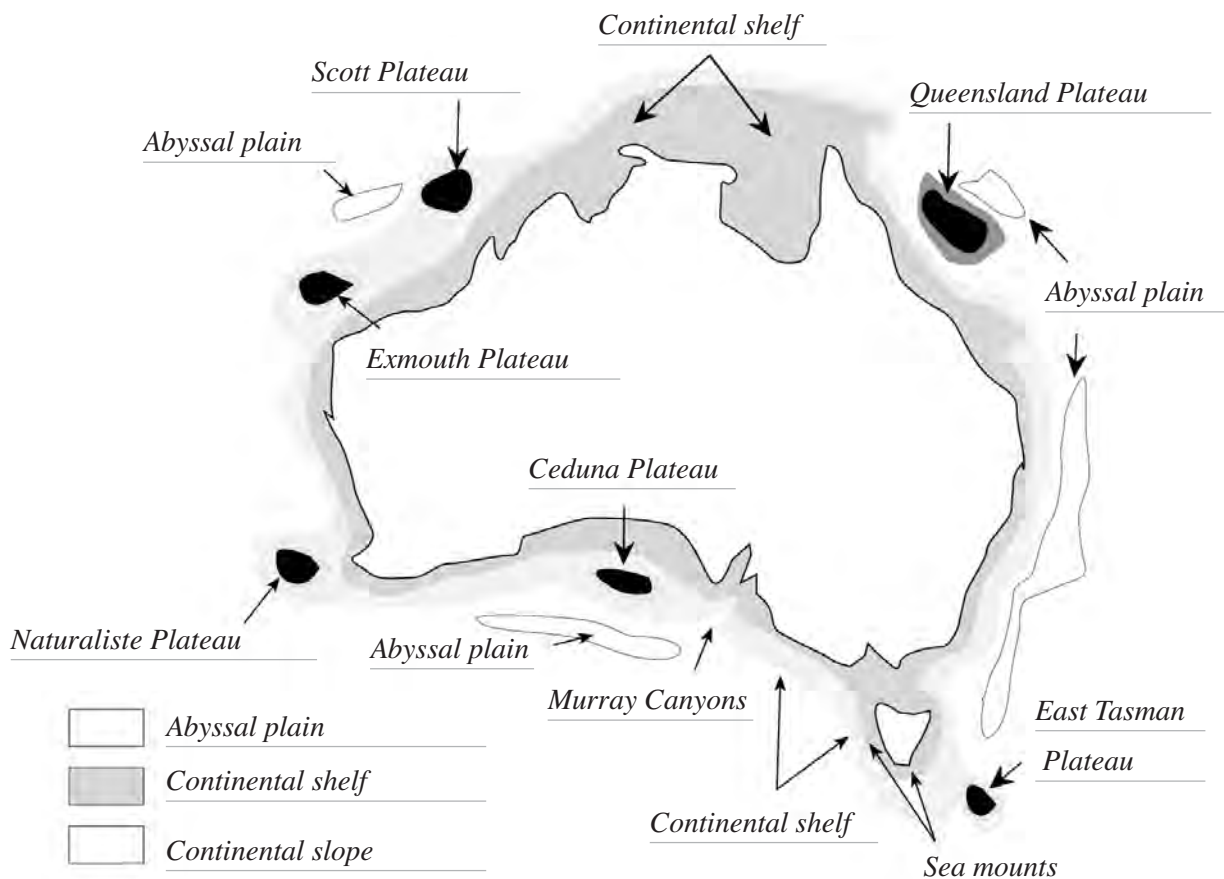 Continental shelf
Scott Plateau
Queensland Plateau
Abyssal plain
Abyssal plain
Exmouth Plateau
Ceduna Plateau
Naturaliste Plateau
Abyssal plain
Murray Canyons
East Tasman
Plateau
Continental shelf
Sea mounts
Abyssal plain
Continental shelf
Continental slope